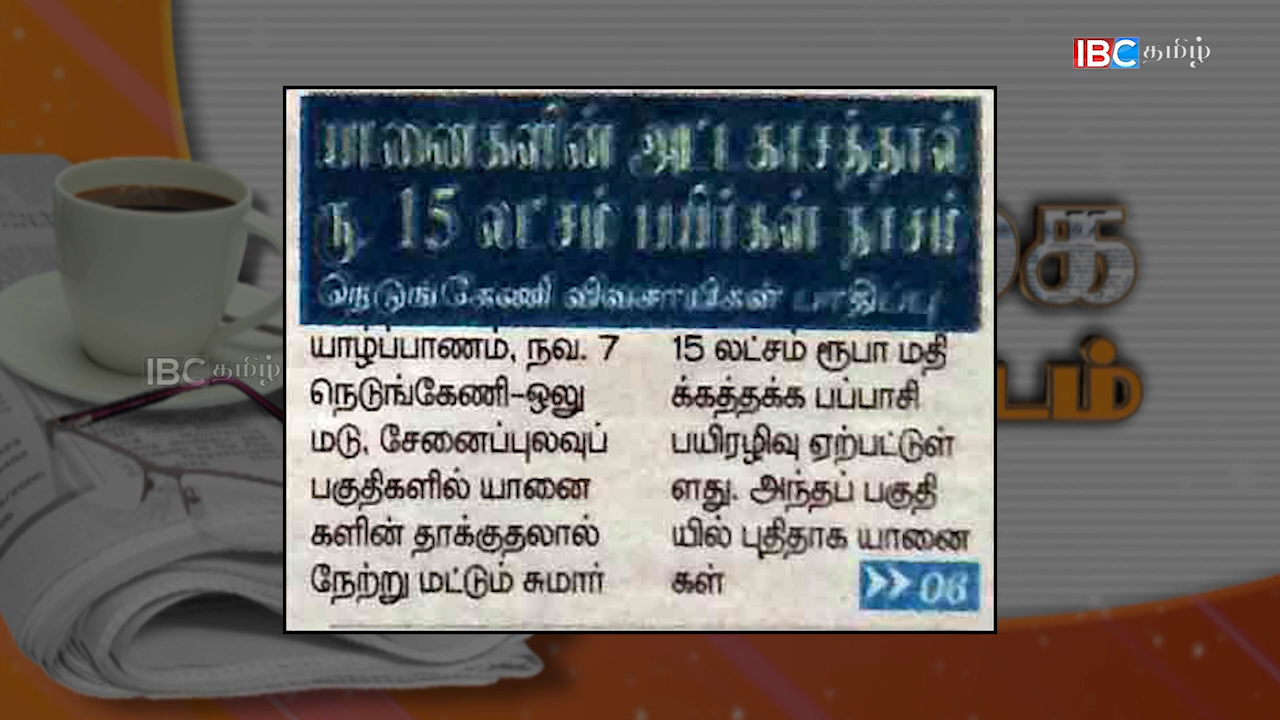 IBC தமிழ்
யானைகளின் அட்டகாசத்தால்
ரூ. 15 லட்சம் பயிர்கள் நாசம்
நெடுங்கேணி விவசாயிகள் பாதிப்பு
யாழ்ப்பாணம், நவ. 7
நெடுங்கேணி-ஒலு
மடு, சேனைப்புலவுப்
பகுதிகளில் யானை
களின் தாக்குதலால்
நேற்று மட்டும் சுமார்
15 லட்சம் ரூபா மதி
க்கத்தக்க பப்பாசி
பயிரழிவு ஏற்பட்டுள்
ளது. அந்தப் பகுதி
யில் புதிதாக யானை
கள்
>> 06
IBC தமிழ்